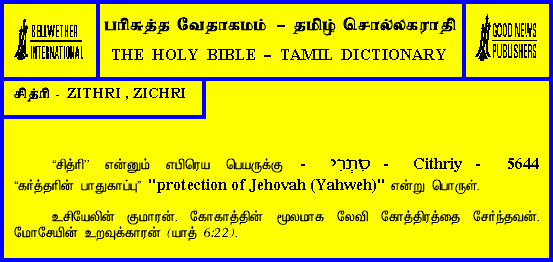 BELLWETHER
INTERNATIONAL
பரிசுத்த வேதாகமம் – தமிழ் சொல்லகராதி
THE HOLY BIBLE – TAMIL DICTIONARY
GOOD NEWS
PUBLISHERS
சித்ரி - ZITHRI , ZICHRI
“சித்ரி” என்னும் எபிரெய பெயருக்கு - סִתְרִי - Cithriy - 5644
“கர்த்தரின் பாதுகாப்பு” "protection of Jehovah (Yahweh)" என்று பொருள்.
உசியேலின் குமாரன். கோகாத்தின் மூலமாக லேவி கோத்திரத்தை சேர்ந்தவன்.
மோசேயின் உறவுக்காரன் (யாத் 6:22).